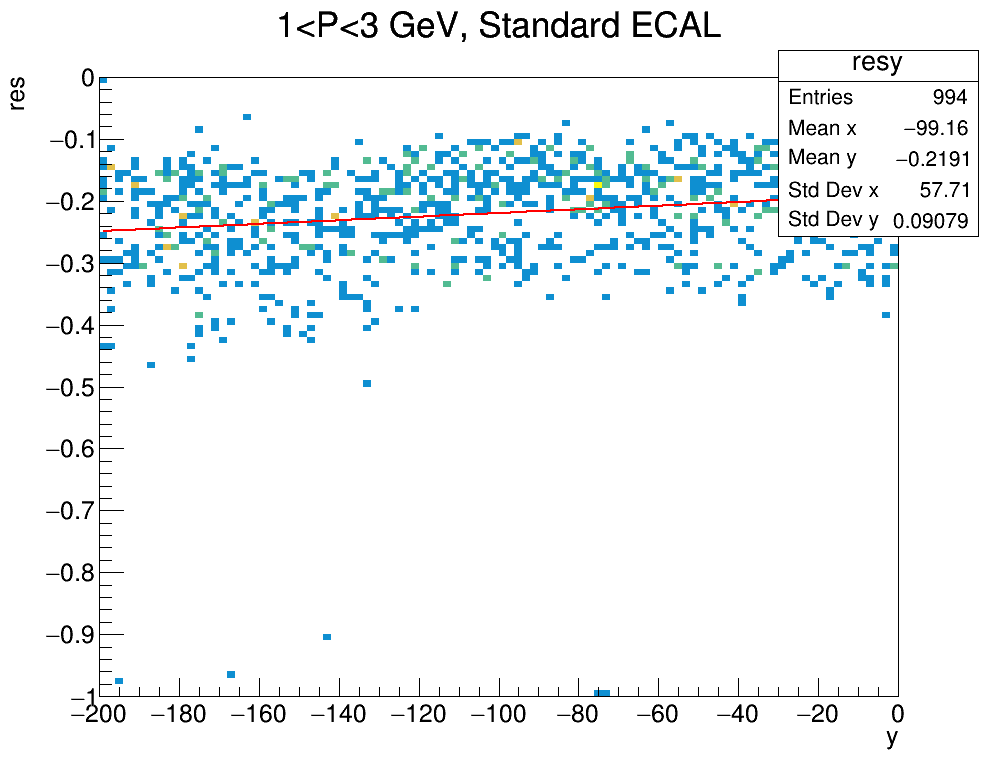 1<P<3 GeV, Standard ECAL
res
resy
Entries 994
Mean x −99.16
Mean y −0.2191
Std Dev x 57.71
Std Dev y 0.09079
0
−0.1
−0.2
−0.3
−0.4
−0.5
−0.6
−0.7
−0.8
−0.9
−1
−200 −180 −160 −140 −120 −100 −80 −60 −40 −20 0
y